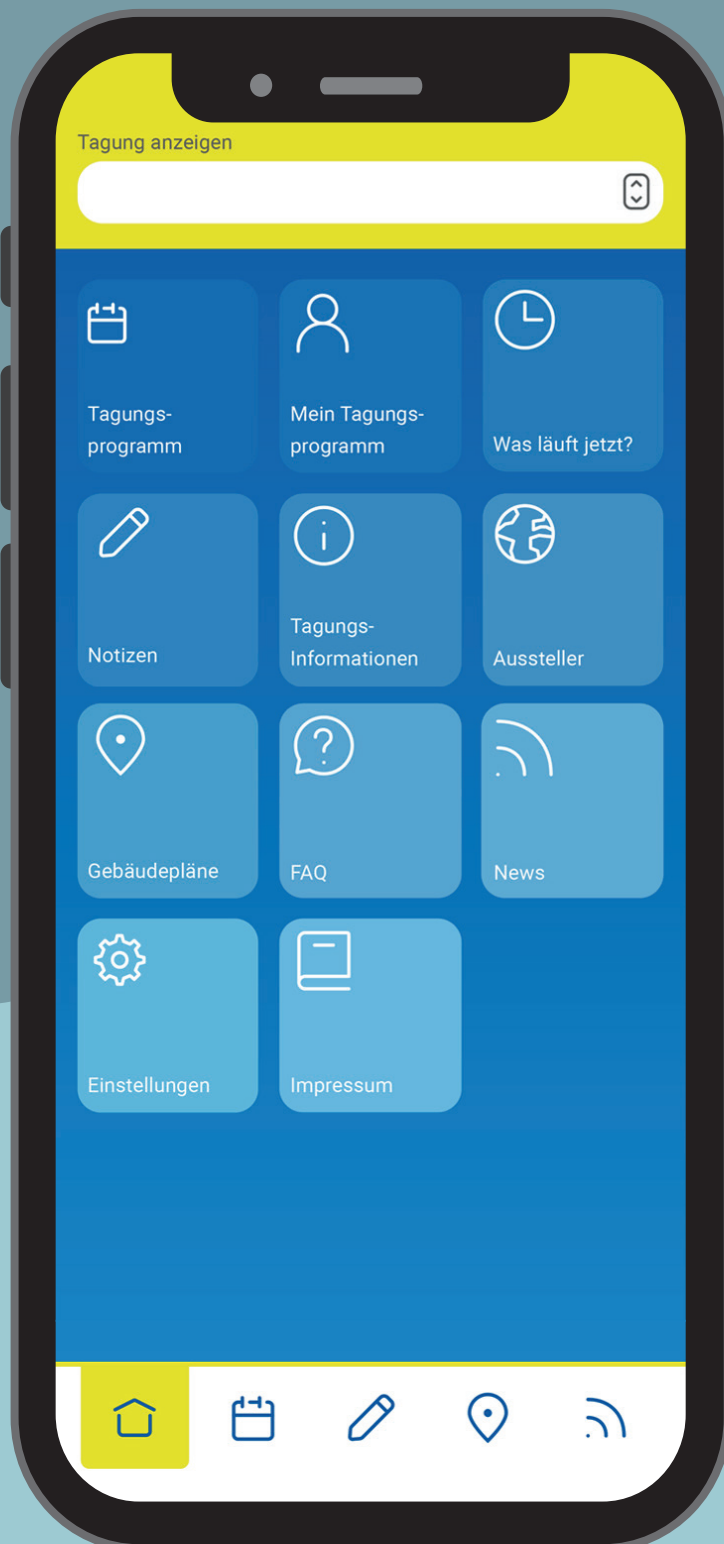 Tagung anzeigen
Tagungs-
programm
Mein Tagungs-
programm
Was läuft jetzt?
Notizen
Tagungs-
Informationen
Aussteller
Gebäudepläne
FAQ
News
Einstellungen
Impressum